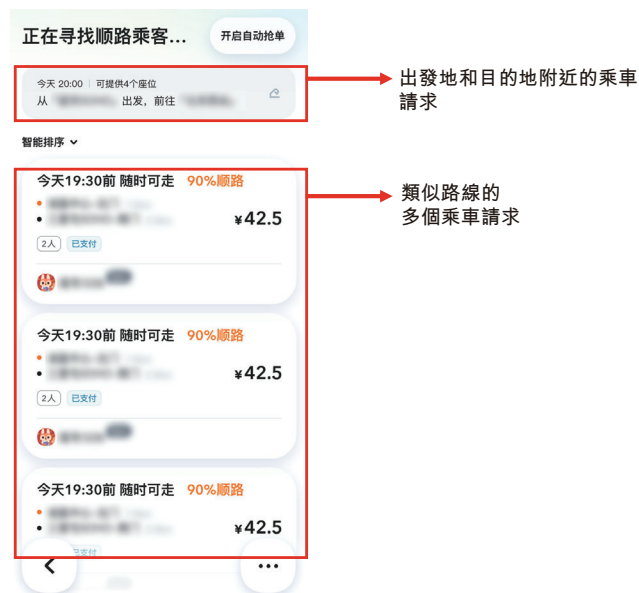 正在寻找顺路乘客...
开启自动抢单
今天 20:00 | 可提供4个座位
从
出发，前往
智能排序
今天19:30前 随时可走 90%顺路
¥42.5
2人 已支付
今天19:30前 随时可走 90%顺路
¥42.5
2人 已支付
今天19:30前 随时可走 90%顺路
¥42.5
已支付
出發地和目的地附近的乘車
請求
類似路線的
多個乘車請求